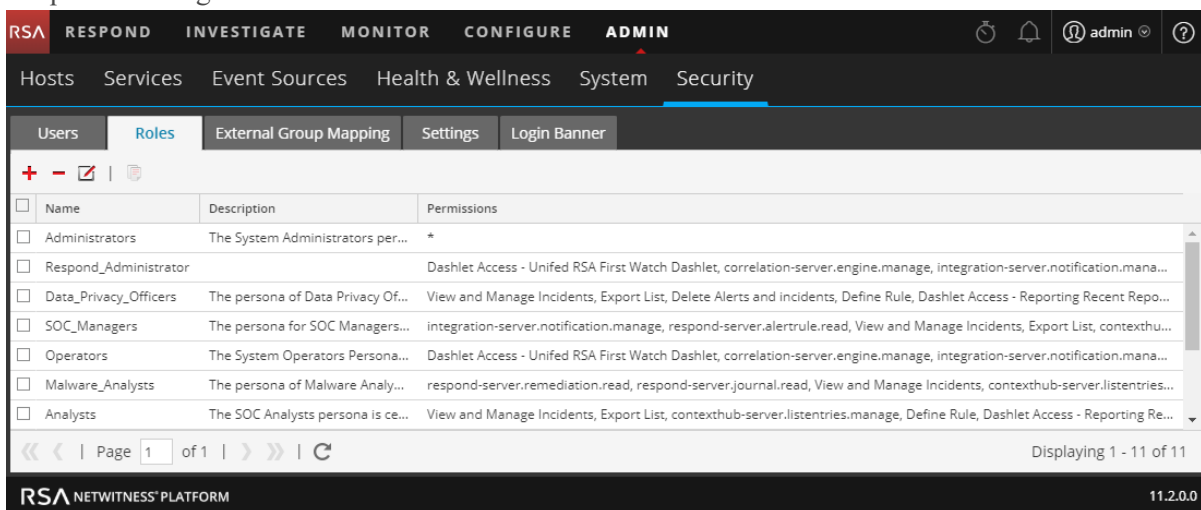 RSA RESPOND INVESTIGATE MONITOR CONFIGURE ADMIN admin ?
Hosts Services Event Sources Health & Wellness System Security
Users Roles External Group Mapping Settings Login Banner
Name Description Permissions
Administrators The System Administrators per... *
Respond_Administrator Dashlet Access - Unifed RSA First Watch Dashlet, correlation-server.engine.manage, integration-server.notification.mana...
Data_Privacy_Officers The persona of Data Privacy Of... View and Manage Incidents, Export List, Delete Alerts and incidents, Define Rule, Dashlet Access - Reporting Recent Repo...
SOC_Managers The persona for SOC Managers... integration-server.notification.manage, respond-server.alertrule.read, View and Manage Incidents, Export List, contexthu...
Operators The System Operators Persona... Dashlet Access - Unifed RSA First Watch Dashlet, correlation-server.engine.manage, integration-server.notification.mana...
Malware_Analysts The persona of Malware Analy... respond-server.remediation.read, respond-server.journal.read, View and Manage Incidents, contexthub-server.listentries...
Analysts The SOC Analysts persona is ce... View and Manage Incidents, Export List, contexthub-server.listentries.manage, Define Rule, Dashlet Access - Reporting Re...
Page 1 of 1 Displaying 1 - 11 of 11
RSA NETWITNESS® PLATFORM 11.2.0.0